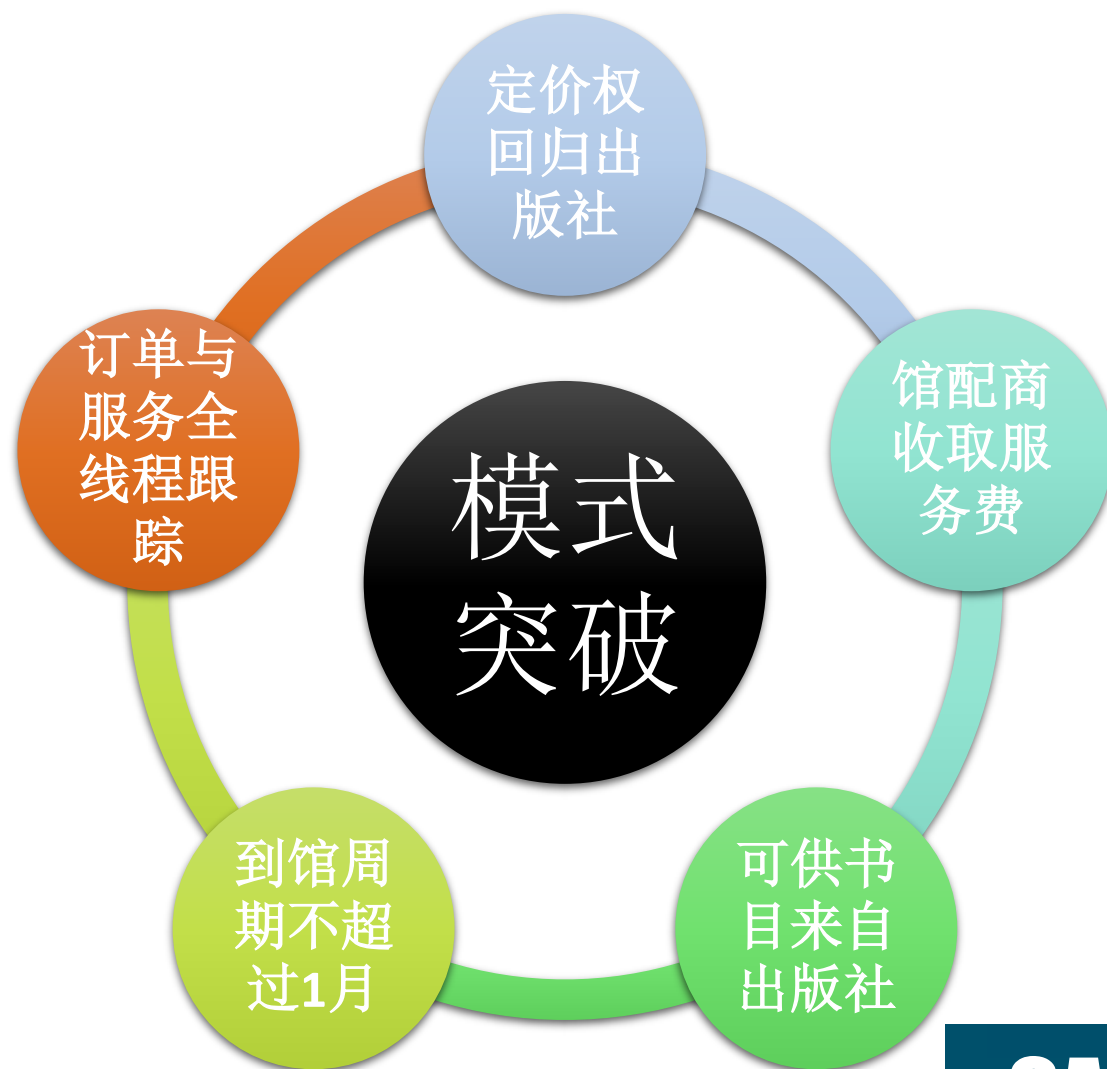 定价权
回归出
版社
馆配商
收取服
务费
可供书
目来自
出版社
到馆周
期不超
过1月
订单与
服务全
线程跟
踪
模式
突破